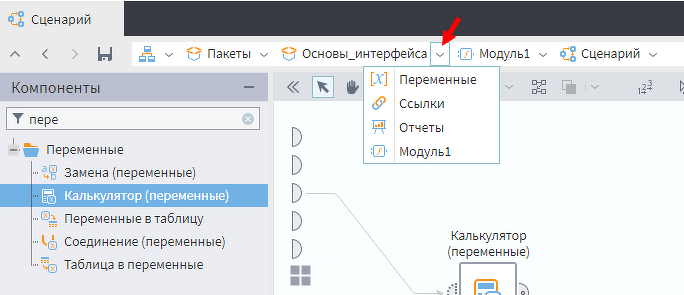 Сценарий
Пакеты
Основы_интерфейса
Модуль1
Сценарий
Компоненты
Переменные
Ссылки
Отчеты
Модуль1
пере
Переменные
Замена (переменные)
Калькулятор (переменные)
Переменные в таблицу
Соединение (переменные)
Таблица в переменные
Калькулятор
(переменные)